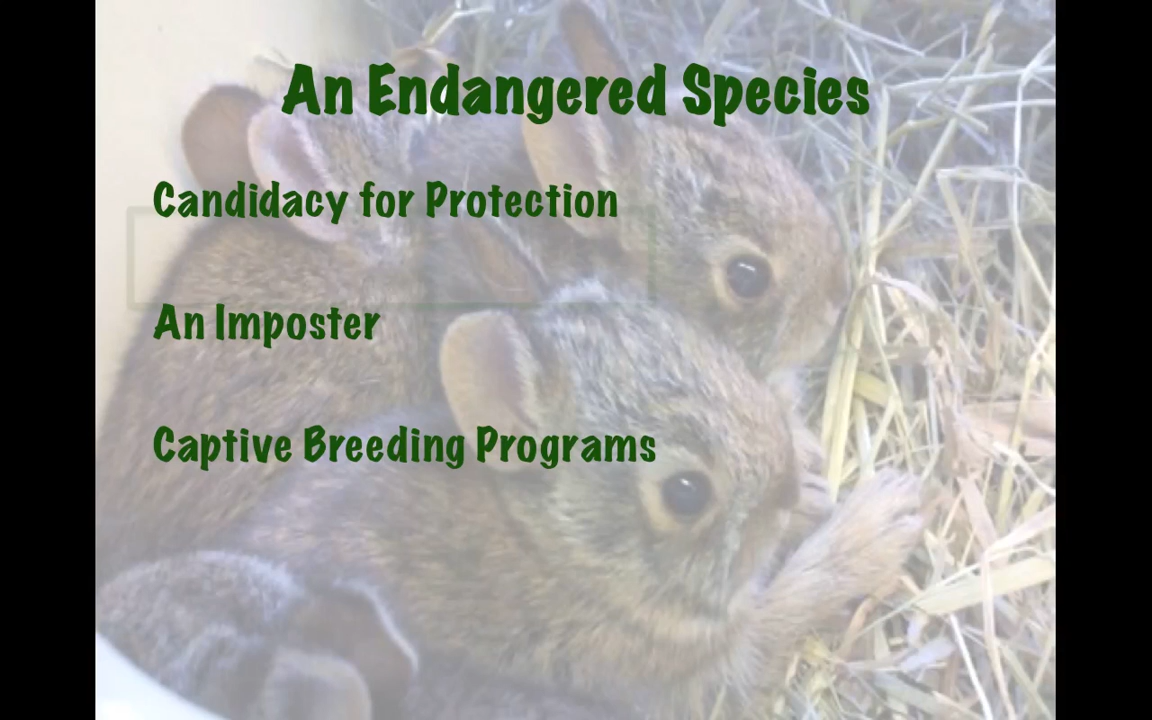 An Endangered Species
Candidacy for Protection
An Imposter
Captive Breeding Programs